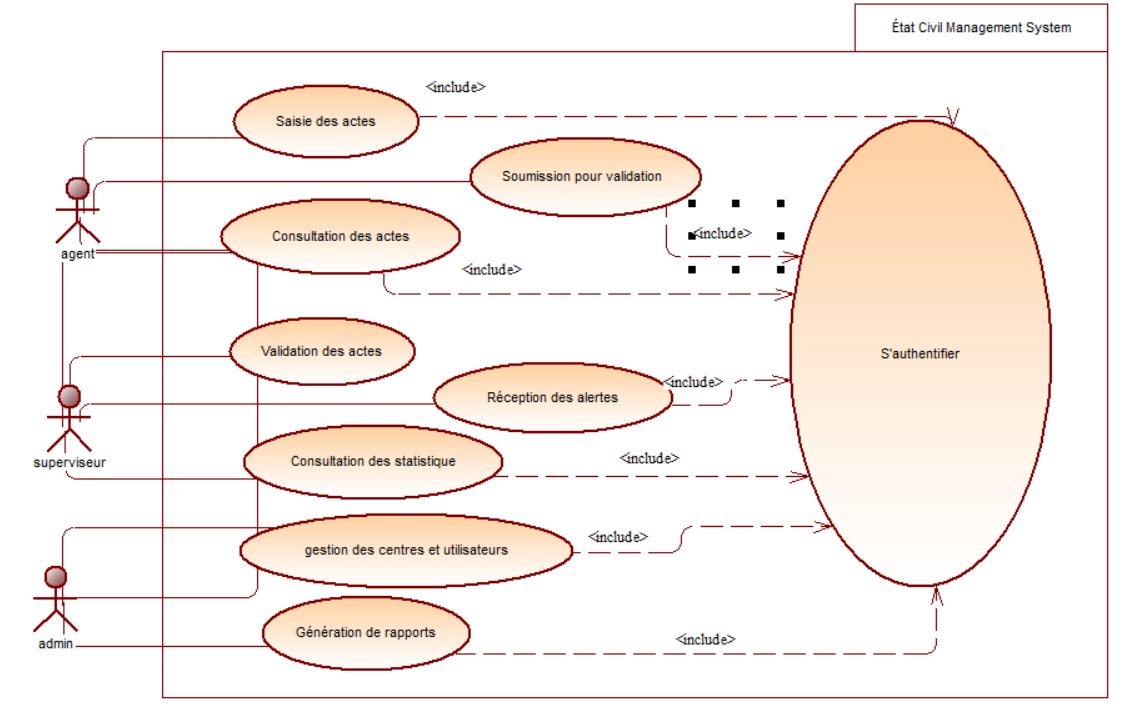 État Civil Management System
<include>
Saisie des actes
Soumission pour validation
<include>
Consultation des actes
agent
<include>
Validation des actes
S'authentifier
<include>
Réception des alertes
superviseur
Consultation des statistique
<include>
<include>
gestion des centres et utilisateurs
Génération de rapports
<include>
admin